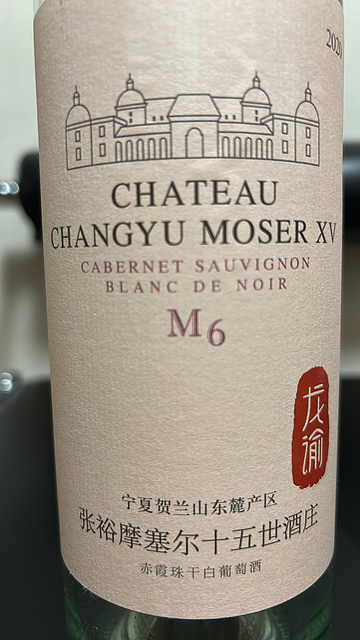 2020
CHATEAU
CHANGYU MOSER XV
CABERNET SAUVIGNON
BLANC DE NOIR
M6
龙谕
宁夏贺兰山东麓产区
张裕摩塞尔十五世酒庄
赤霞珠干白葡萄酒